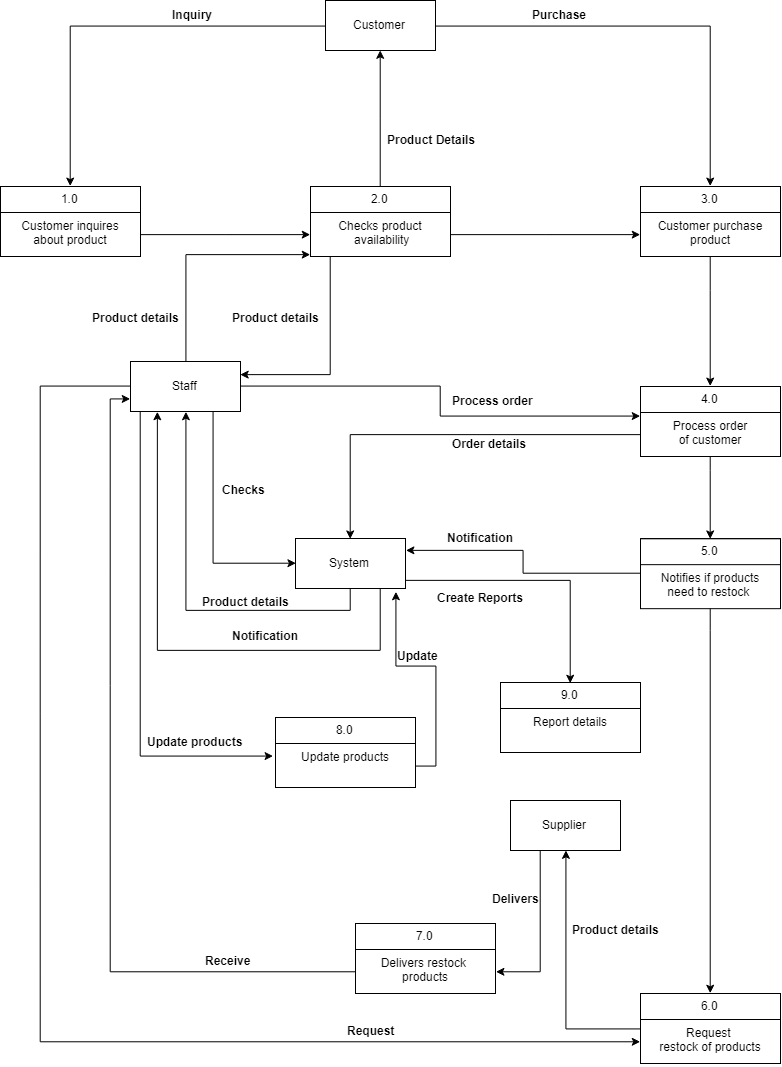 Inquiry
Customer
Purchase
Product Details
1.0
Customer inquires
about product
2.0
Checks product
availability
3.0
Customer purchase
product
Product details
Product details
Staff
Process order
4.0
Process order
of customer
Order details
Checks
System
Notification
5.0
Notifies if products
need to restock
Product details
Create Reports
Notification
Update
9.0
Report details
8.0
Update products
Update products
Supplier
Delivers
Product details
7.0
Delivers restock
products
Receive
6.0
Request
restock of products
Request